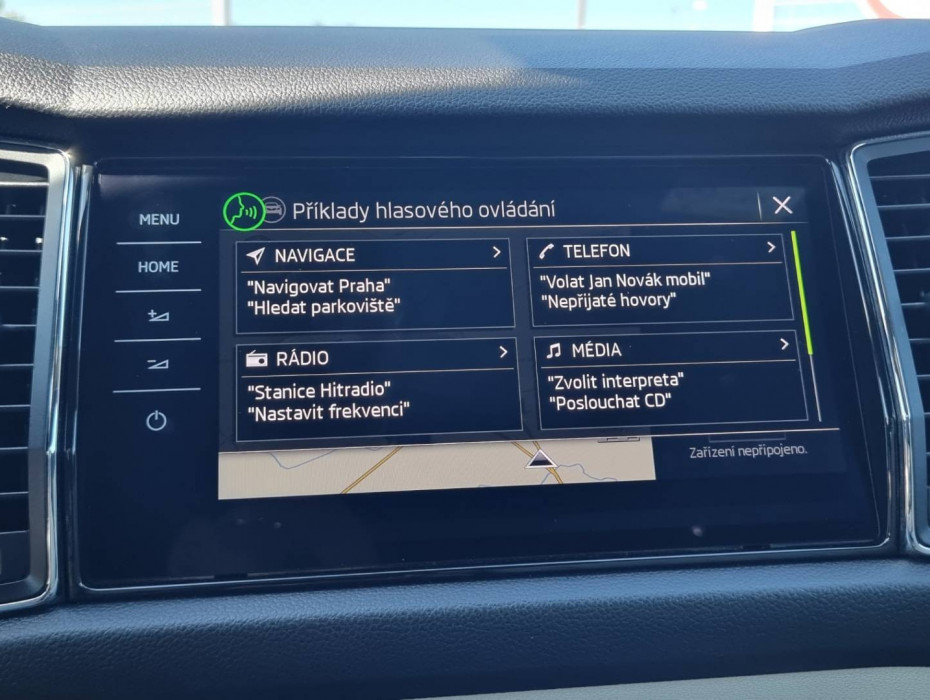 MENU
HOME
Příklady hlasového ovládání
NAVIGACE
"Navigovat Praha"
"Hledat parkoviště"
TELEFON
"Volat Jan Novák mobil"
"Nepřijaté hovory"
RÁDIO
"Stanice Hitradio"
"Nastavit frekvenci"
MÉDIA
"Zvolit interpreta"
"Poslouchat CD"
Zařízení nepřipojeno.